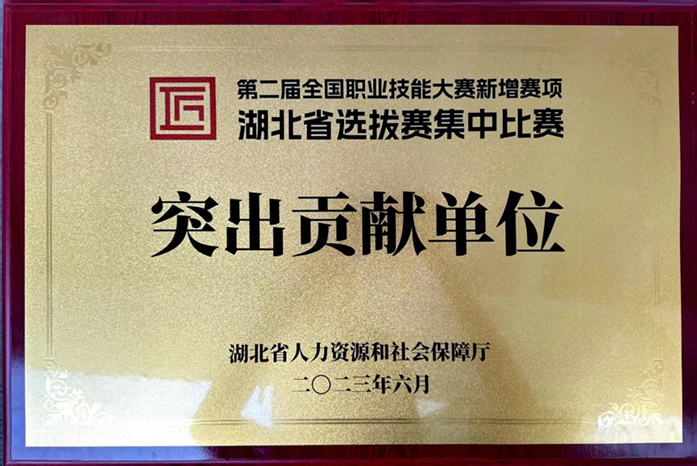 第二届全国职业技能大赛新增赛项
湖北省选拔赛集中比赛
突出贡献单位
湖北省人力资源和社会保障厅
二〇二三年六月